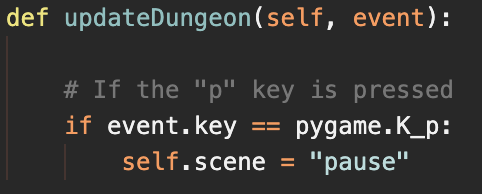 def updateDungeon(self, event):
# If the "p" key is pressed
if event.key == pygame.K_p:
self.scene = "pause"